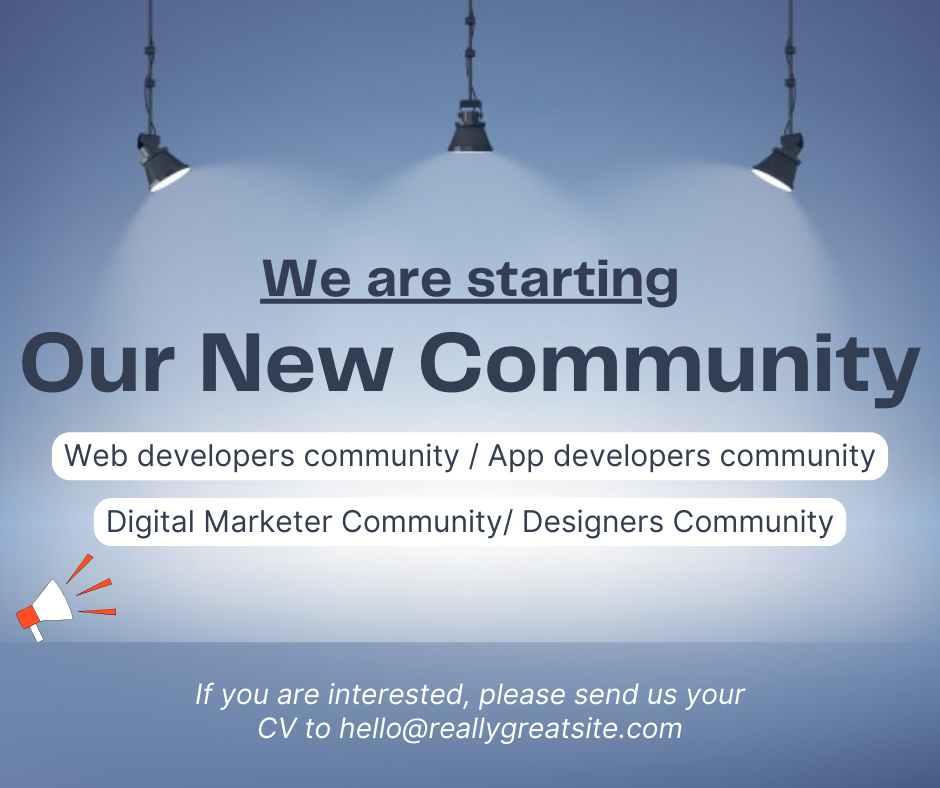 We are starting
Our New Community
Web developers community / App developers community
Digital Marketer Community/ Designers Community
If you are interested, please send us your
CV to hello@reallygreatsite.com